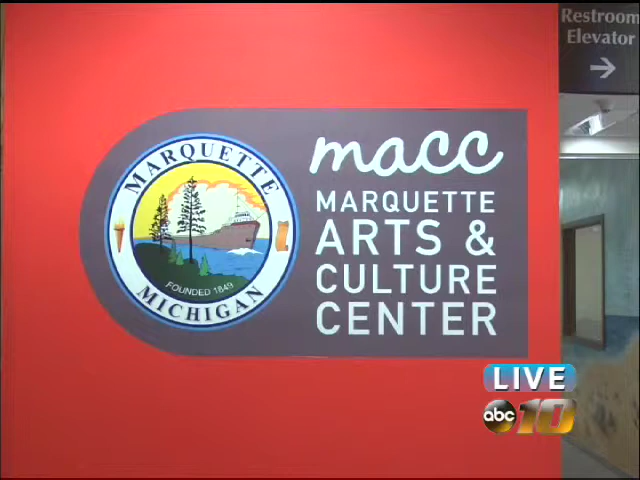 Restroom
Elevator
MARQUETTE
MICHIGAN
FOUNDED 1849
macc
MARQUETTE
ARTS &
CULTURE
CENTER
LIVE
abc 10